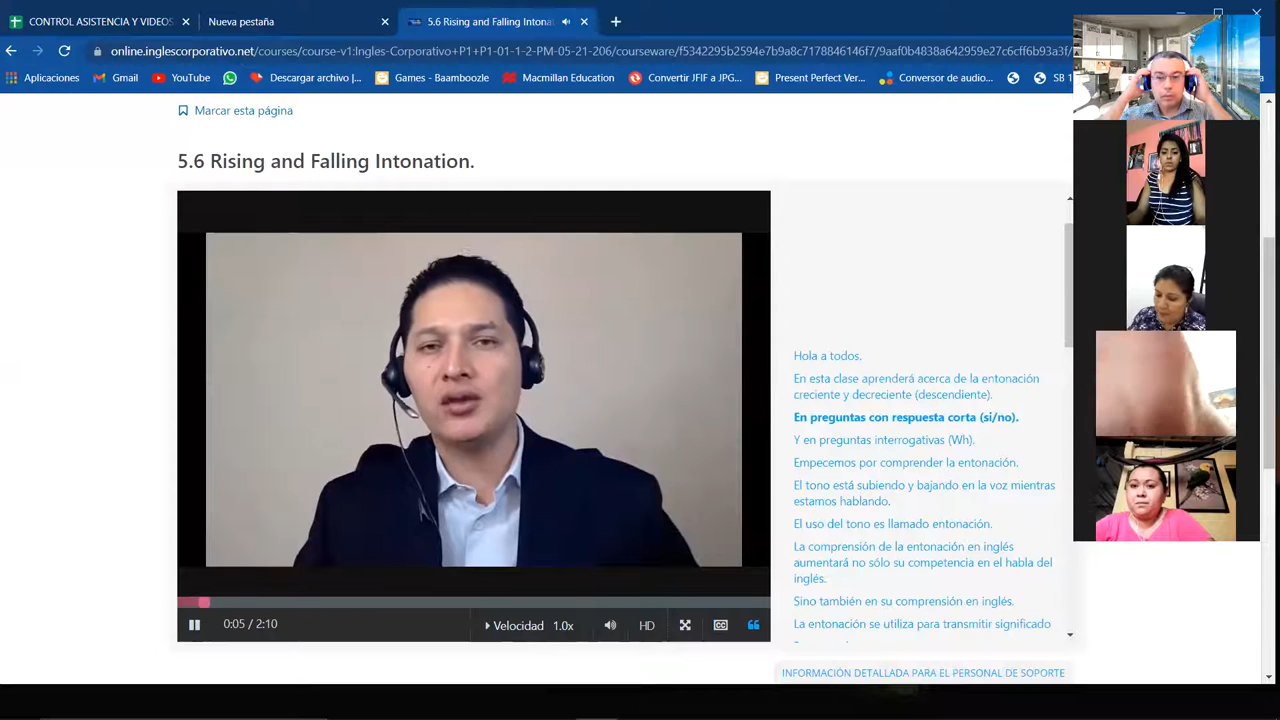 CONTROL ASISTENCIA Y VIDEOS
Nueva pestaña
5.6 Rising and Falling Intonat
online.inglescorporativo.net/courses/course-v1:Ingles-Corporativo+P1+P1-01-1-2-PM-05-21-206/courseware/f5342295b2594e7b9a8c7178846146f7/9aaf0b4838a642959e27c6cff6b93a3f/
Aplicaciones
Gmail
YouTube
Descargar archivo |...
Games - Baamboozle
Macmillan Education
Convertir JFIF a JPG...
Present Perfect Ver...
Conversor de audio...
SB 1
Marcar esta página
5.6 Rising and Falling Intonation.
Hola a todos.
En esta clase aprenderá acerca de la entonación
creciente y decreciente (descendiente).
En preguntas con respuesta corta (si/no).
Y en preguntas interrogativas (Wh).
Empecemos por comprender la entonación.
El tono está subiendo y bajando en la voz mientras
estamos hablando.
El uso del tono es llamado entonación.
La comprensión de la entonación en inglés
aumentará no sólo su competencia en el habla del
inglés.
Sino también en su comprensión en inglés.
La entonación se utiliza para transmitir significado
0:05 / 2:10
Velocidad 1.0x
HD
INFORMACIÓN DETALLADA PARA EL PERSONAL DE SOPORTE